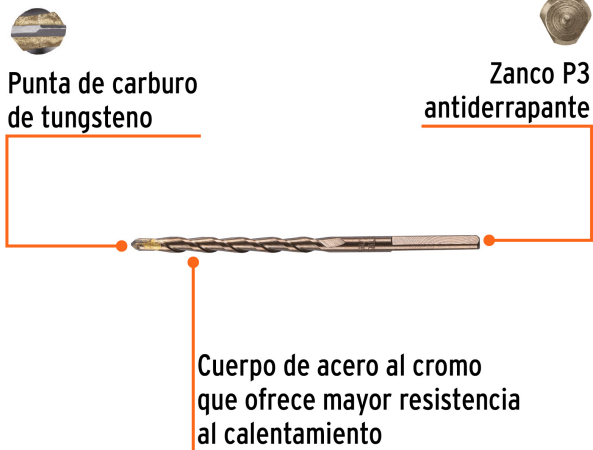 Punta de carburo
de tungsteno
Zanco P3
antiderrapante
Cuerpo de acero al cromo
que ofrece mayor resistencia
al calentamiento